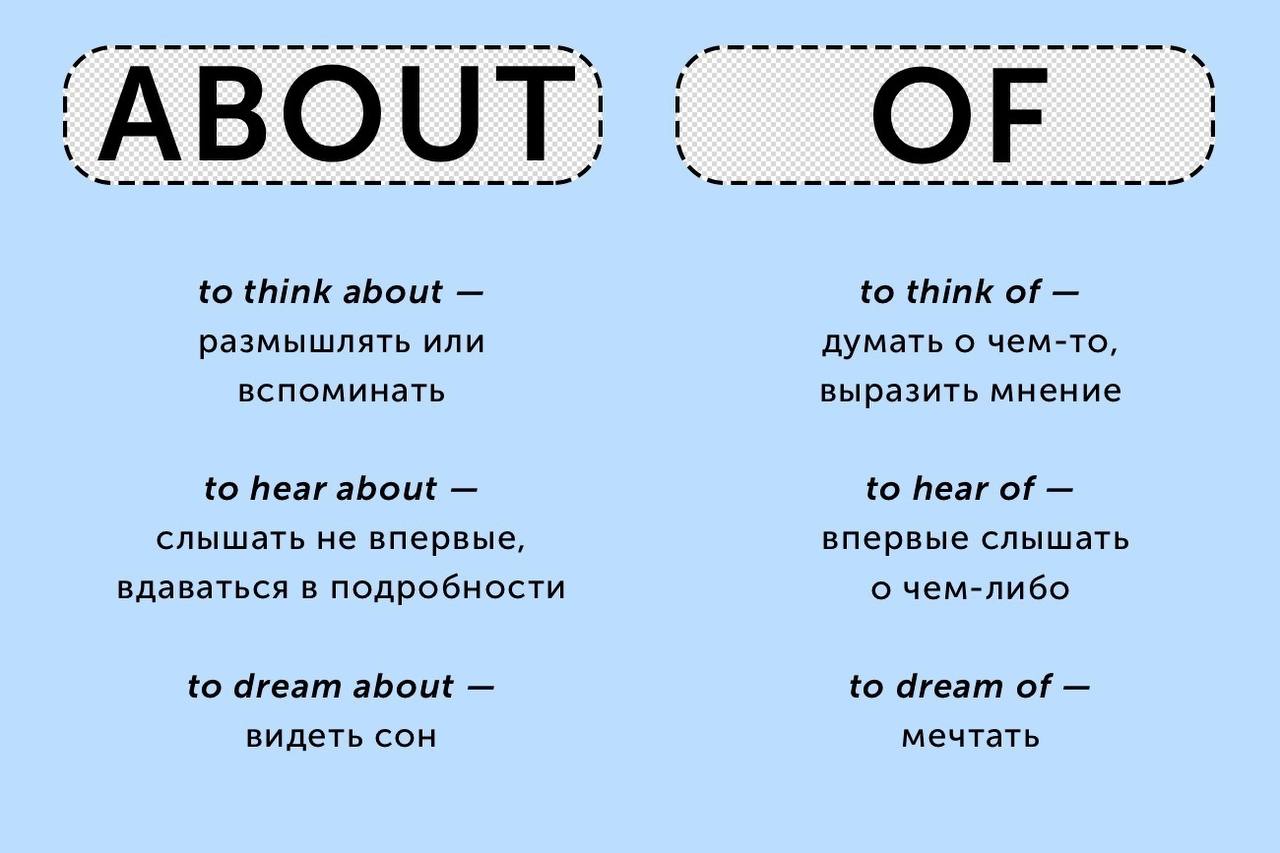 ABOUT
to think about —
размышлять или
вспоминать
to hear about —
слышать не впервые,
вдаваться в подробности
to dream about —
видеть сон
OF
to think of —
думать о чем-то,
выразить мнение
to hear of —
впервые слышать
о чем-либо
to dream of —
мечтать